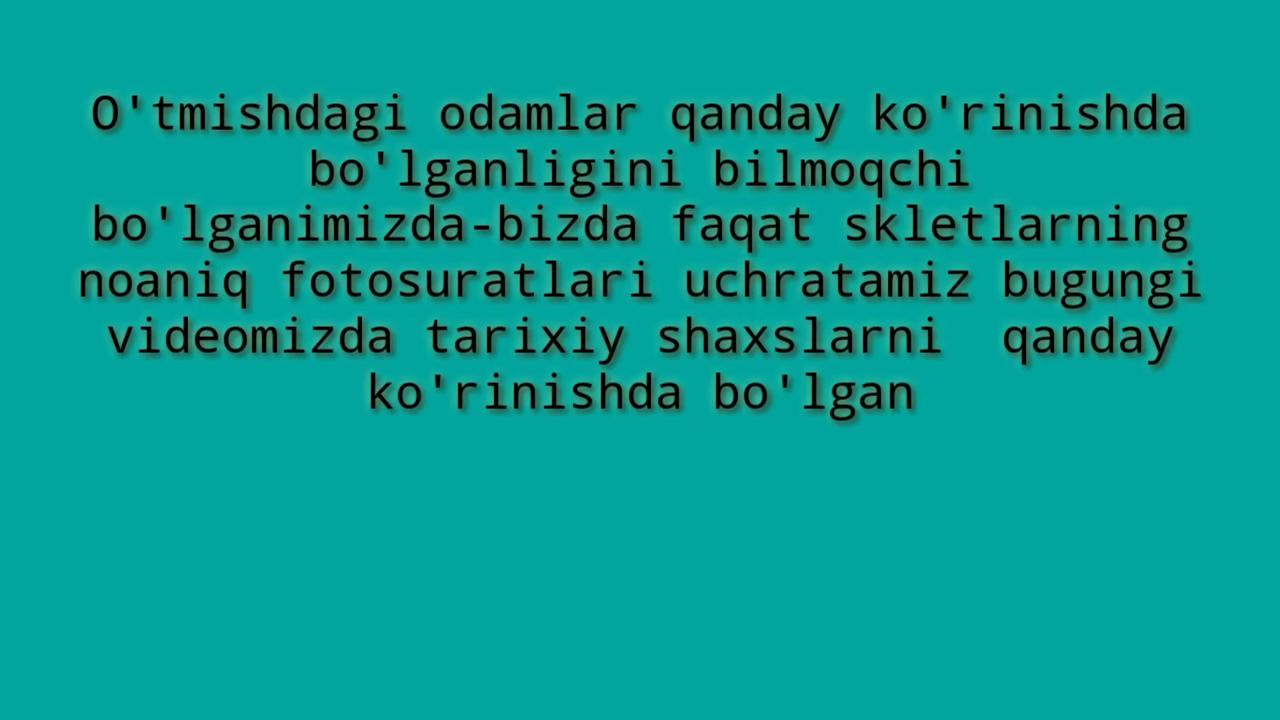 O'tmishdagi odamlar qanday ko'rinishda
bo'lganligini bilmoqchi
bo'lganimizda-bizda faqat skletlarning
noaniq fotosuratlari uchratamiz bugungi
videomizda tarixiy shaxslarni  qanday
ko'rinishda bo'lgan